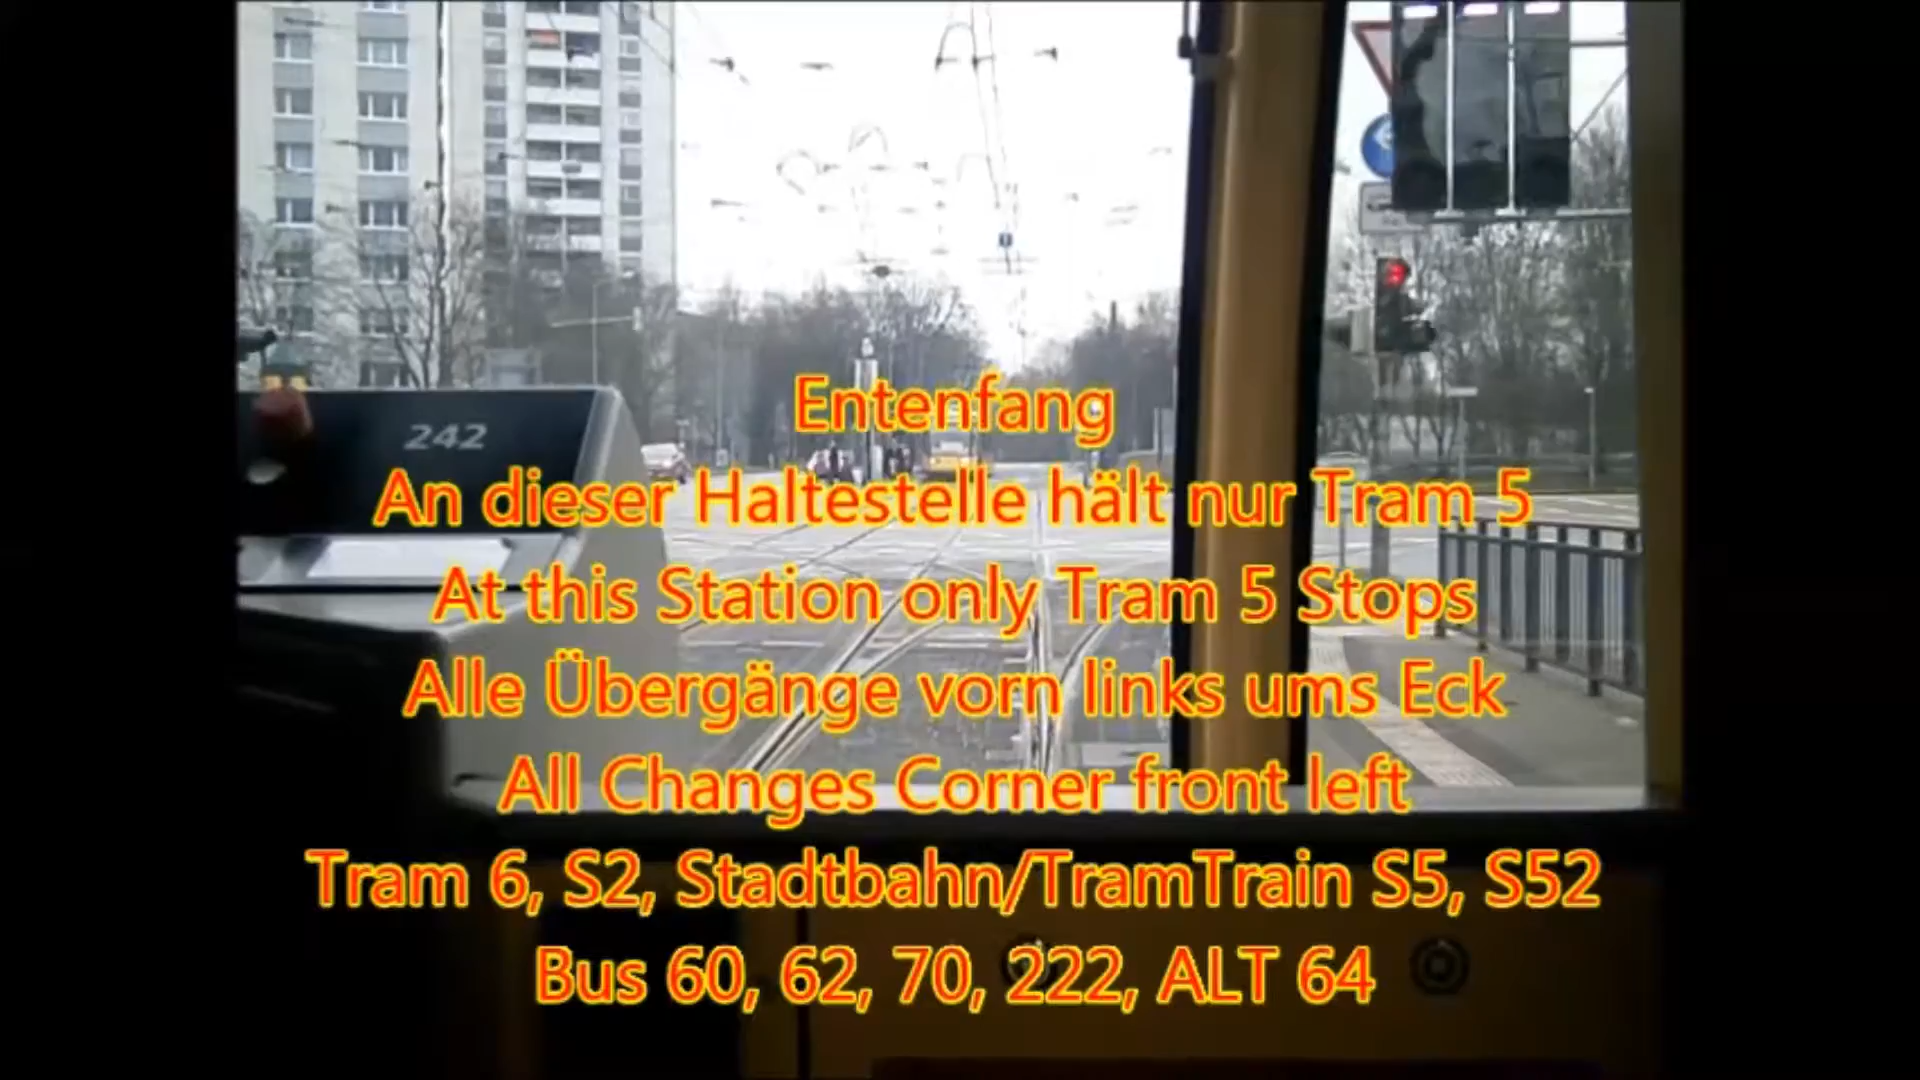 242
Entenfang
An dieser Haltestelle hält nur Tram 5
At this Station only Tram 5 Stops
Alle Übergänge vorn links ums Eck
All Changes Corner front left
Tram 6, S2, Stadtbahn/TramTrain S5, S52
Bus 60, 62, 70, 222, ALT 64